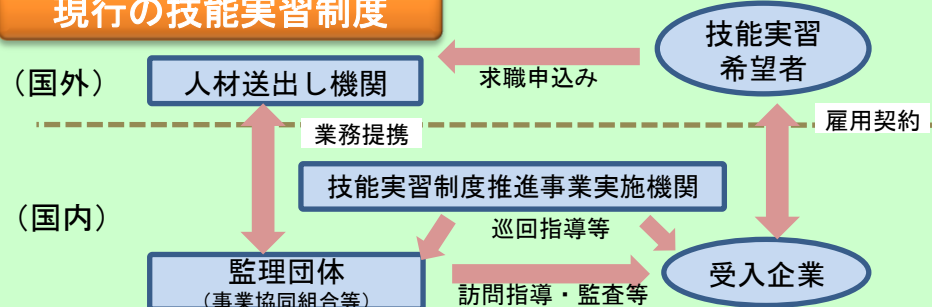 現行の技能実習制度
技能実習
希望者
（国外）
人材送出し機関
求職申込み
雇用契約
業務提携
技能実習制度推進事業実施機関
（国内）
巡回指導等
監理団体
（事業協同組合等）
訪問指導・監査等
受入企業